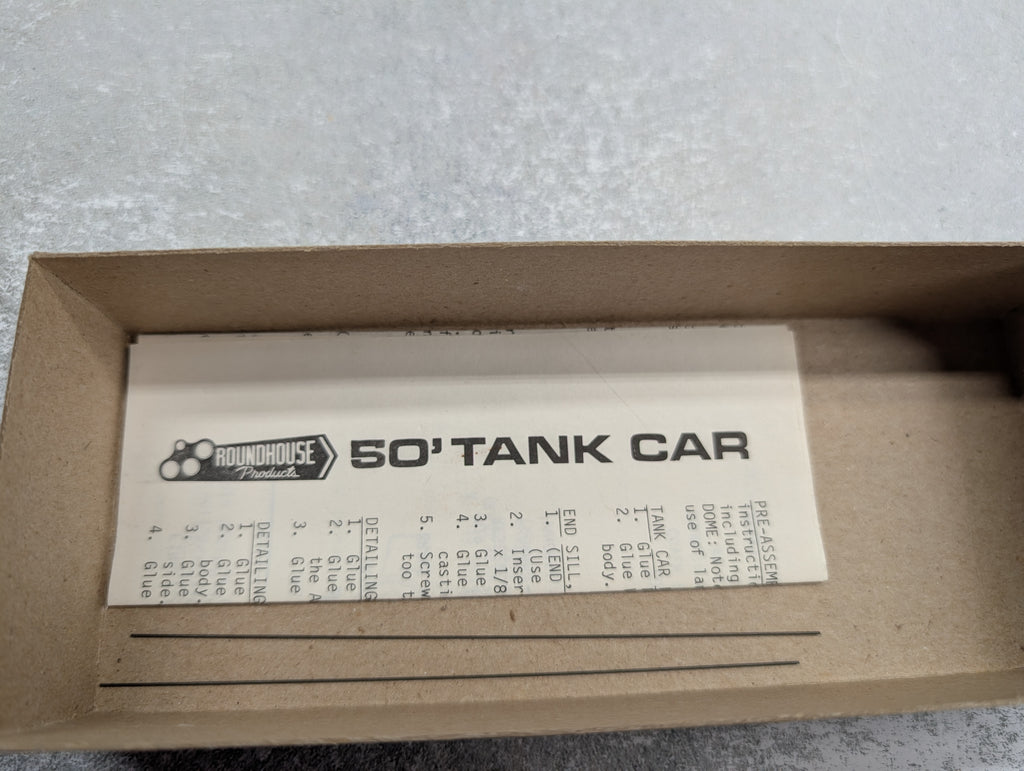 ROUNDHOUSE
Products
50' TANK CAR
PRE-ASSEM
instructi
including
DOME: Note
use of la
TANK CAR
1. Glue
2. Glue
body.
END SILL,
1. (END
(Use
2. Inser
x 1/8
3. Glue
4. Glue
casti
5. Screw
too t
DETAILING
1. Glue
2. Glue
the A
3. Glue
DETAILING
1. Glue
2. Glue
body.
3. Glue
side.
4. Glue